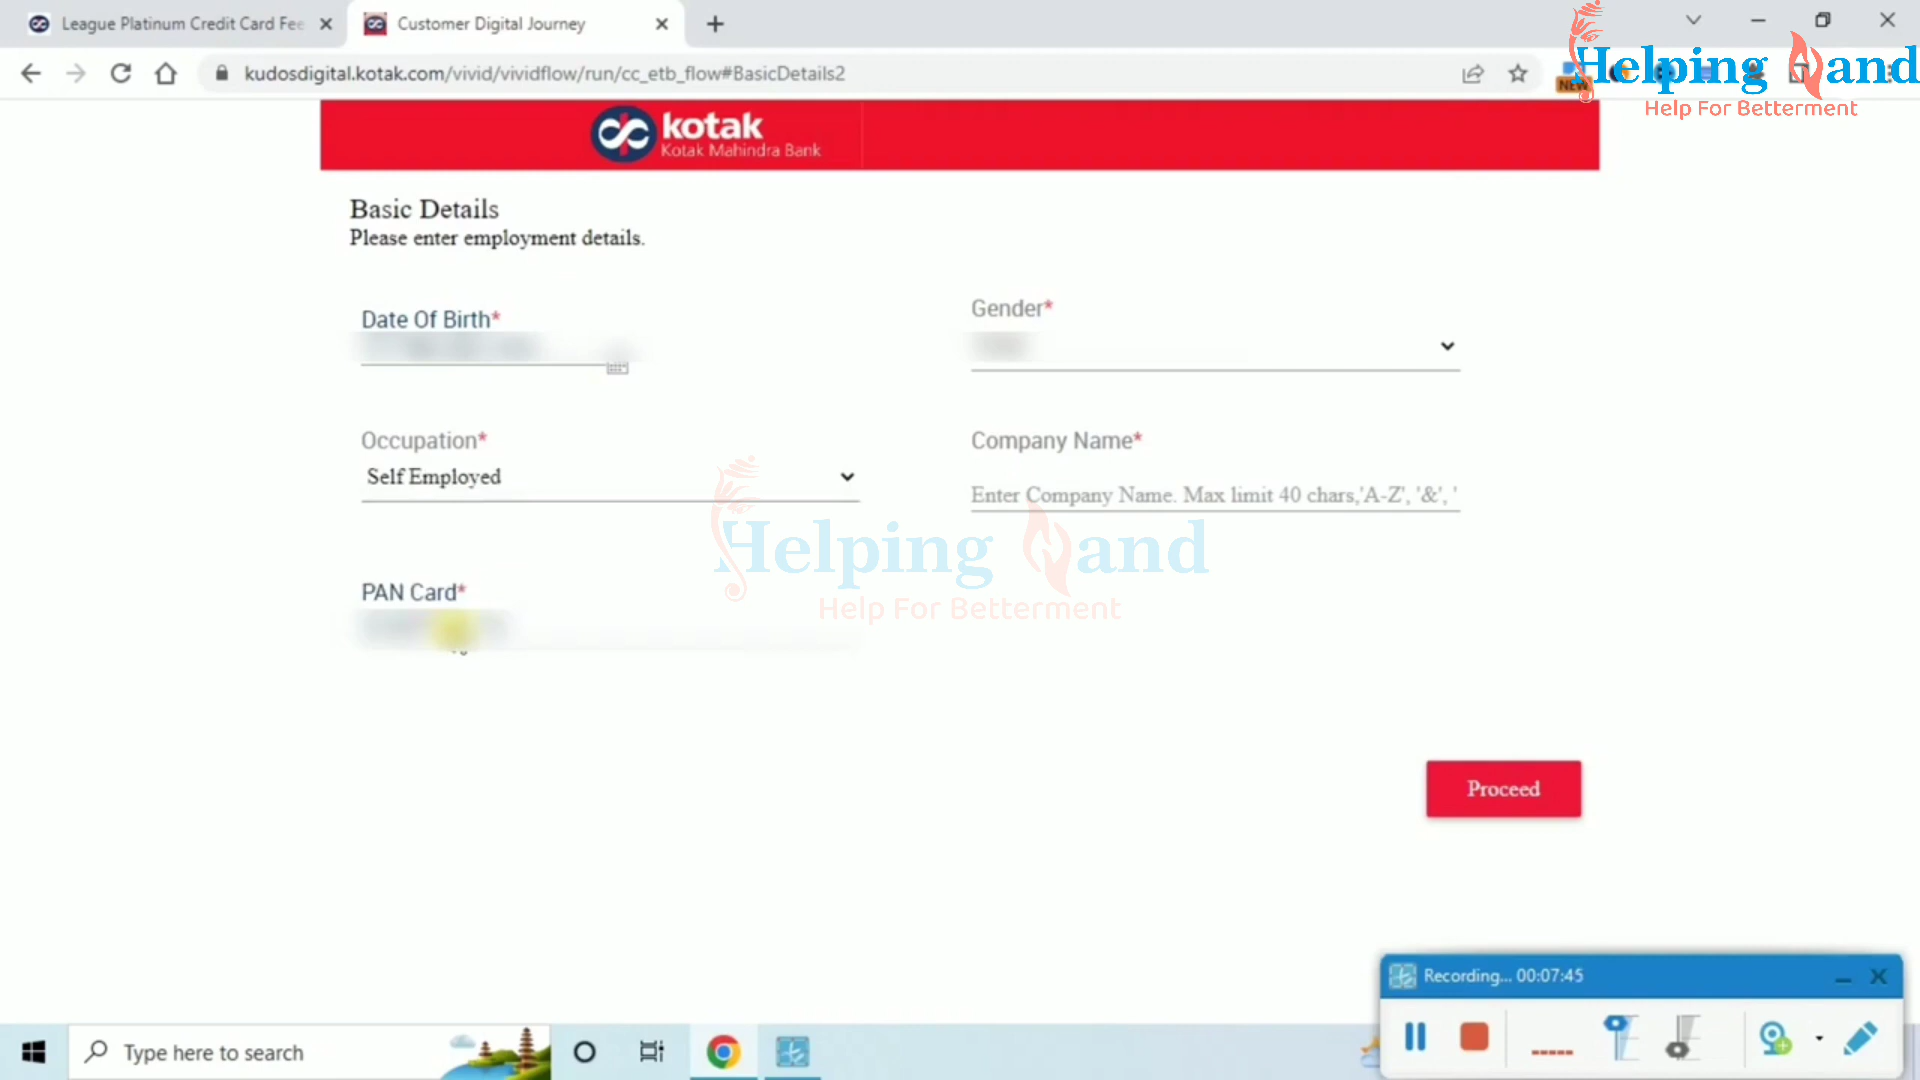 League Platinum Credit Card Fee
Customer Digital Journey
kudosdigital.kotak.com/vivid/vividflow/run/cc_etb_flow#BasicDetails2
NEW
Helping Hand
Help For Betterment
kotak
Kotak Mahindra Bank
Basic Details
Please enter employment details.
Date Of Birth*
Gender*
Occupation*
Self Employed
Company Name*
Enter Company Name. Max limit 40 chars,'A-Z', '&', '
Helping Hand
Help For Betterment
PAN Card*
Proceed
Recording... 00:07:45
Type here to search